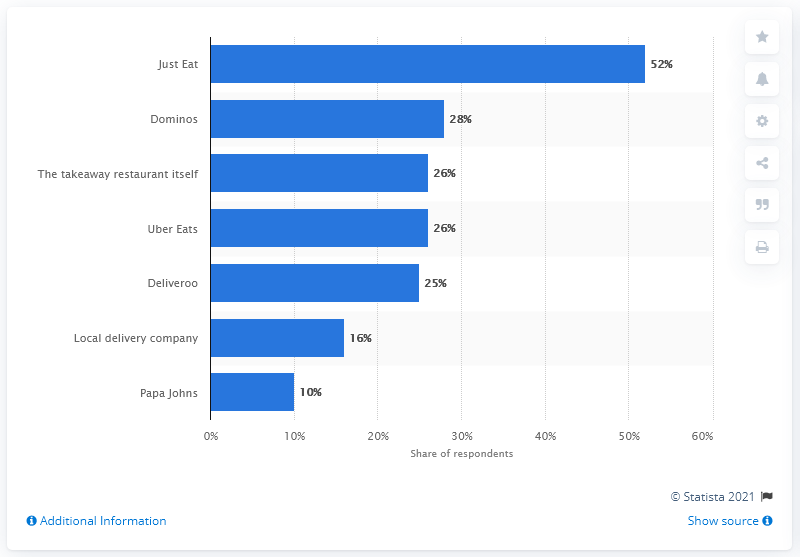 Just Eat 52%
Dominos 28%
The takeaway restaurant itself 26%
Uber Eats 26%
Deliveroo 25%
Local delivery company 16%
Papa Johns 10%
0% 10% 20% 30% 40% 50% 60%
Share of respondents
© Statista 2021
Additional Information Show source